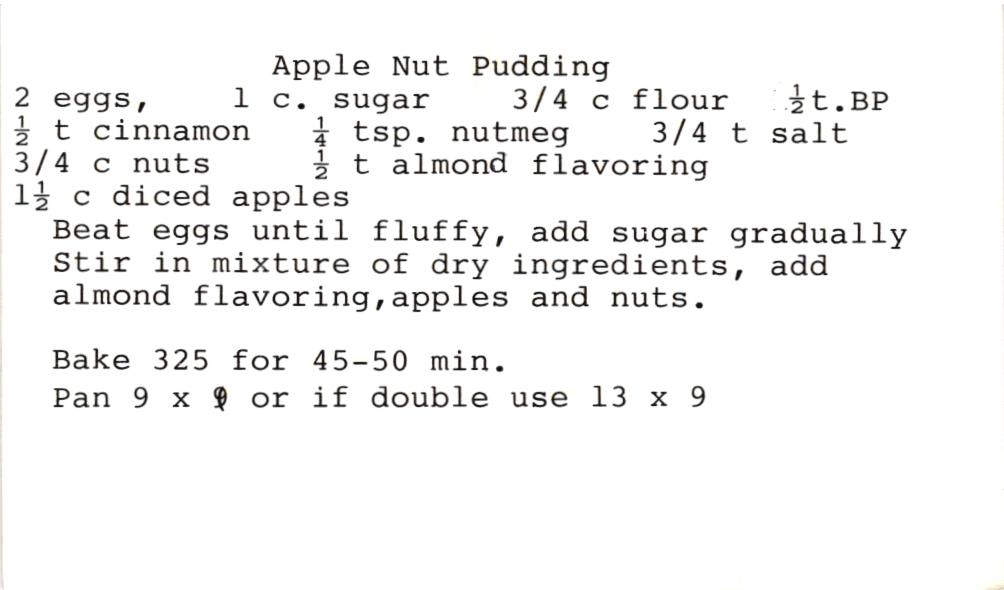 Apple Nut Pudding
2 eggs, 1 c. sugar 3/4 c flour ½t.BP
½ t cinnamon ¼ tsp. nutmeg 3/4 t salt
3/4 c nuts ½ t almond flavoring
1½ c diced apples
Beat eggs until fluffy, add sugar gradually
Stir in mixture of dry ingredients, add
almond flavoring,apples and nuts.
Bake 325 for 45-50 min.
Pan 9 x 9 or if double use 13 x 9